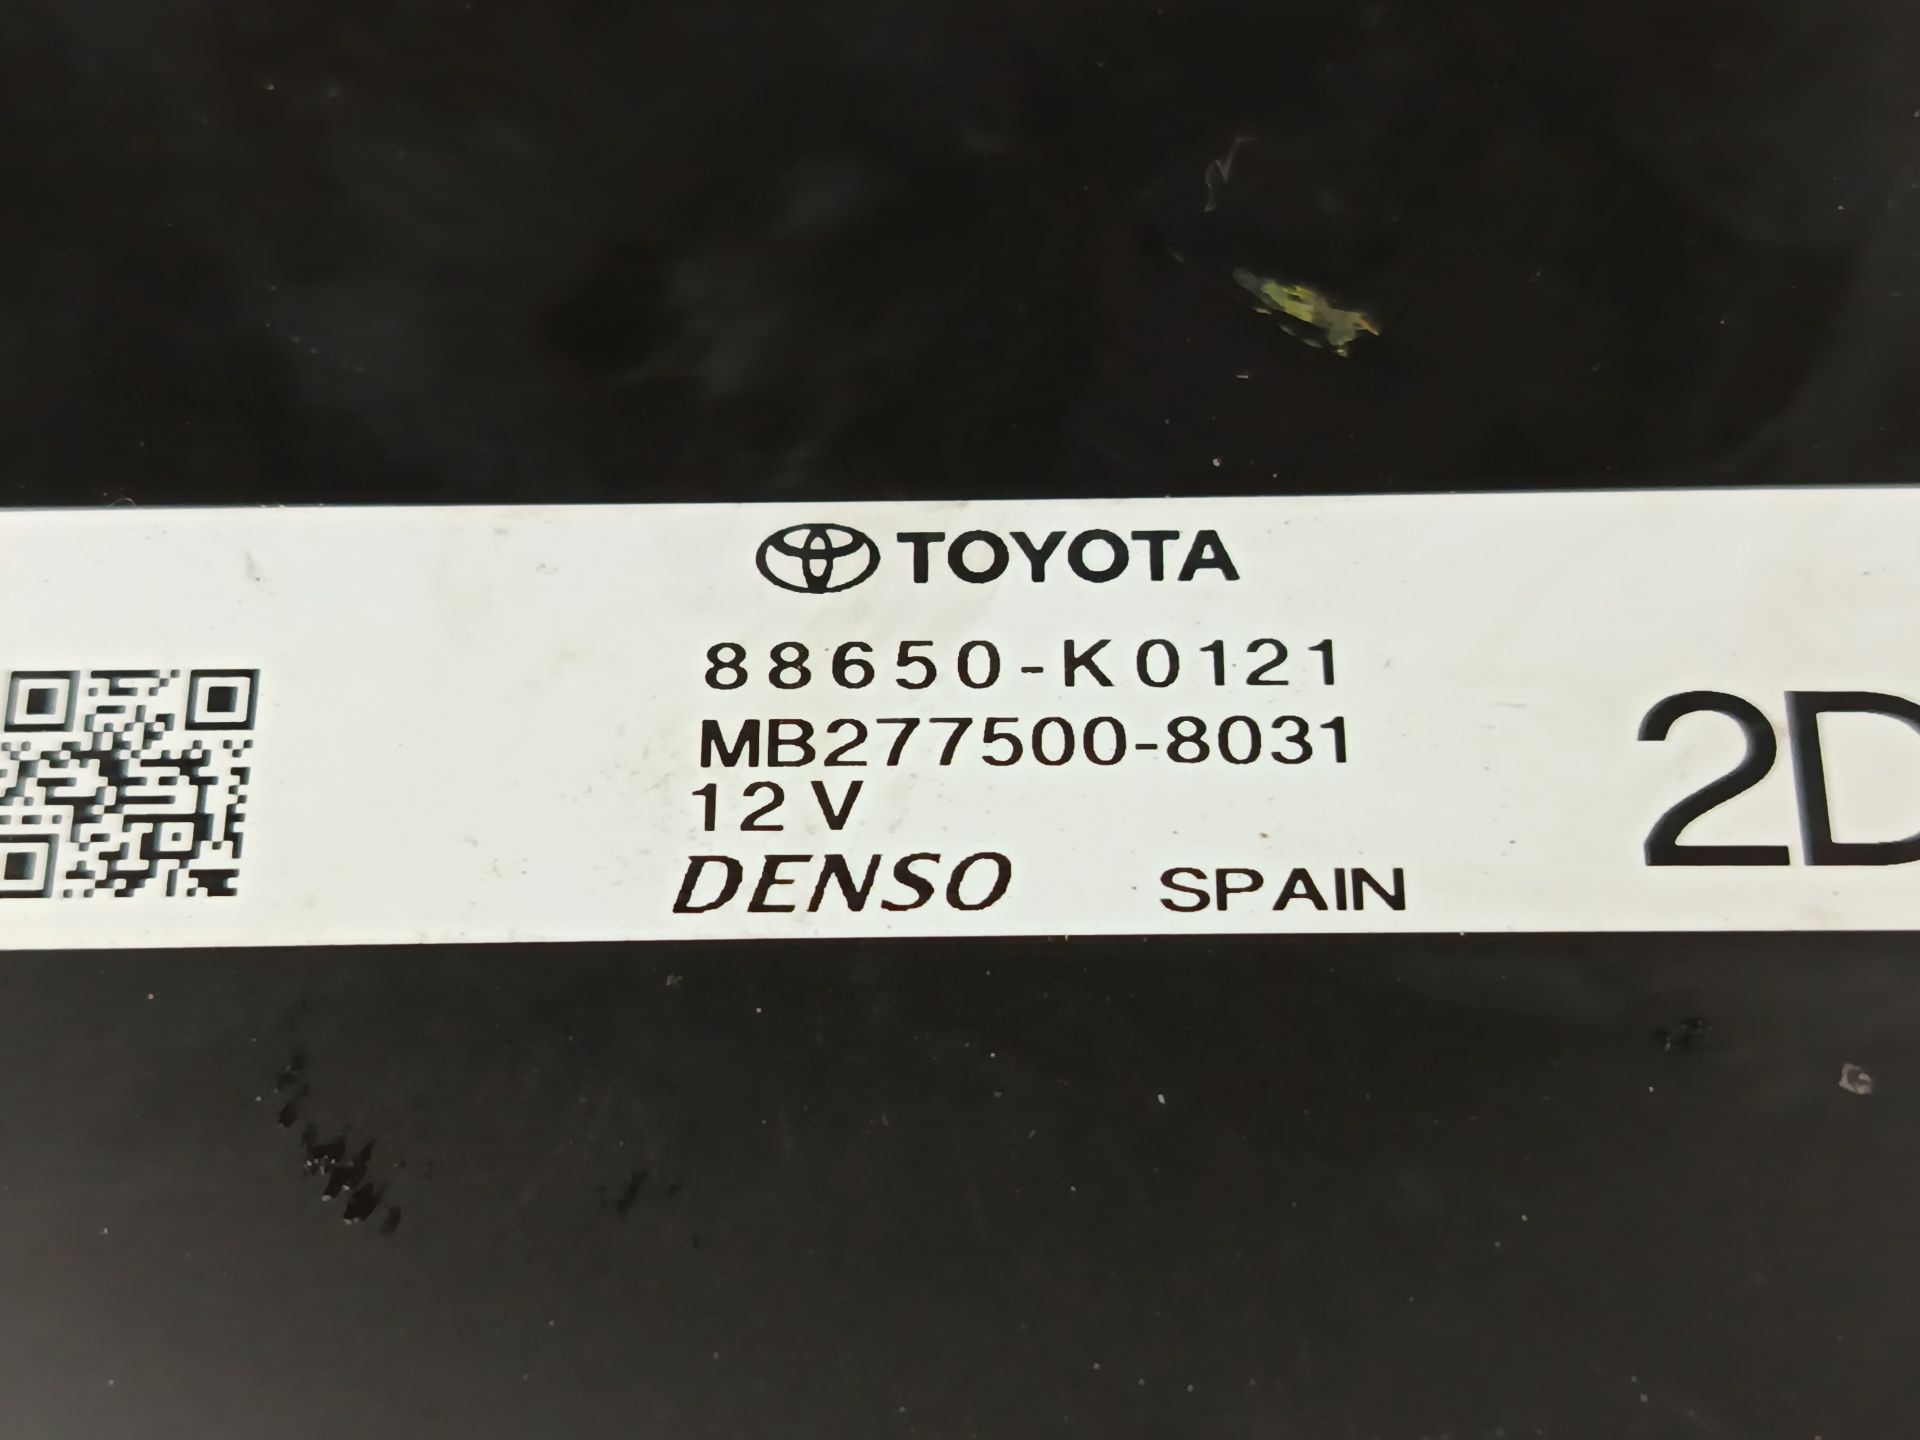 TOYOTA
88650-K0121
MB277500-8031
12V
DENSO SPAIN
2D